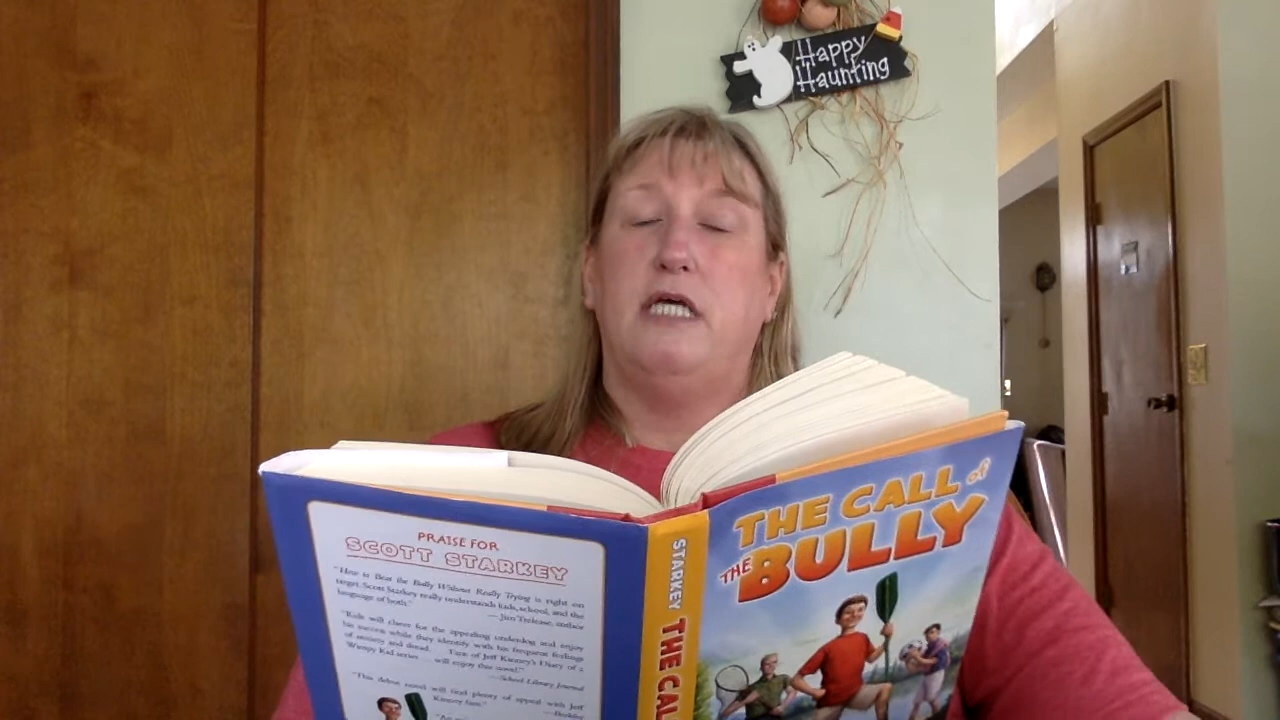 Happy
Haunting
PRAISE FOR
SCOTT STARKEY
"How to Beat the Bully Without Really Trying is right on
target. Scott Starkey really understands kids, school, and the
language of both."
— Jim Trelease, author
"Kids will cheer for the appealing underdog and enjoy
his success while they identify with his frequent feelings
of anxiety and dread. Fans of Jeff Kinney's Diary of a
Wimpy Kid series will enjoy this novel."
—School Library Journal
"This debut novel will find plenty of appeal with Jeff
Kinney fans."
—Booklist
STARKEY THE CAL
THE CALL of
THE BULLY